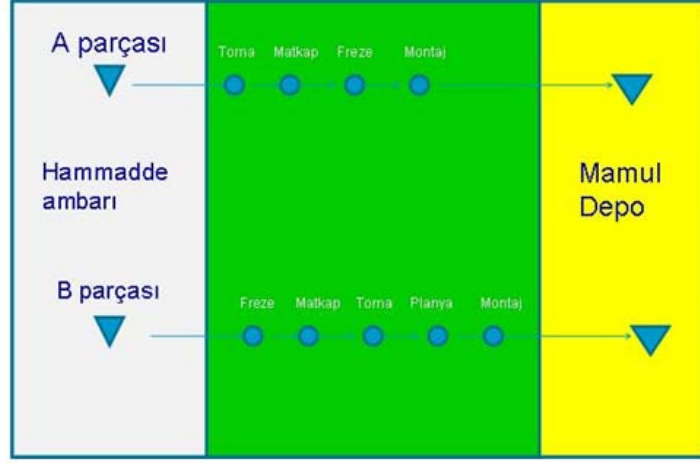 A parçası
Torna Matkap Freze Montaj
Hammadde
ambarı
Mamul
Depo
B parçası
Freze Matkap Torna Planya Montaj